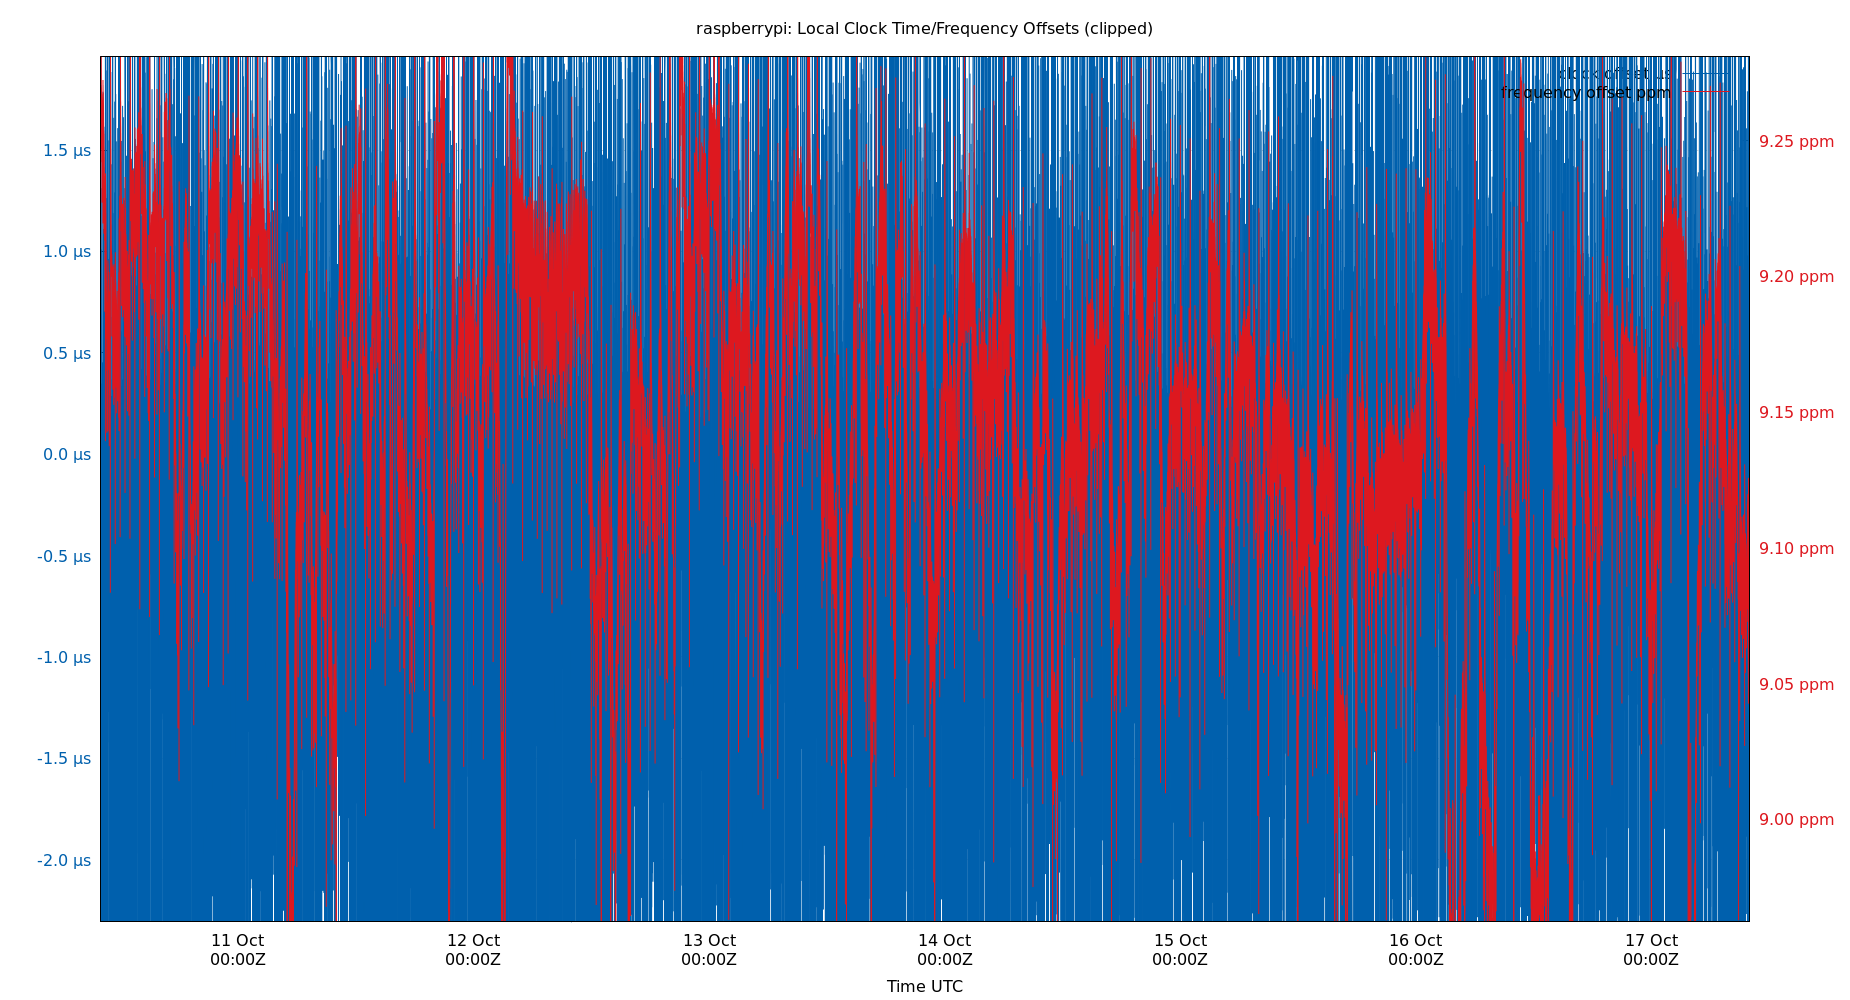 raspberrypi: Local Clock Time/Frequency Offsets (clipped)
clock offset us
frequency offset ppm
1.5 µs
1.0 µs
0.5 µs
0.0 µs
-0.5 µs
-1.0 µs
-1.5 µs
-2.0 µs
9.25 ppm
9.20 ppm
9.15 ppm
9.10 ppm
9.05 ppm
9.00 ppm
11 Oct
00:00Z
12 Oct
00:00Z
13 Oct
00:00Z
14 Oct
00:00Z
15 Oct
00:00Z
16 Oct
00:00Z
17 Oct
00:00Z
Time UTC